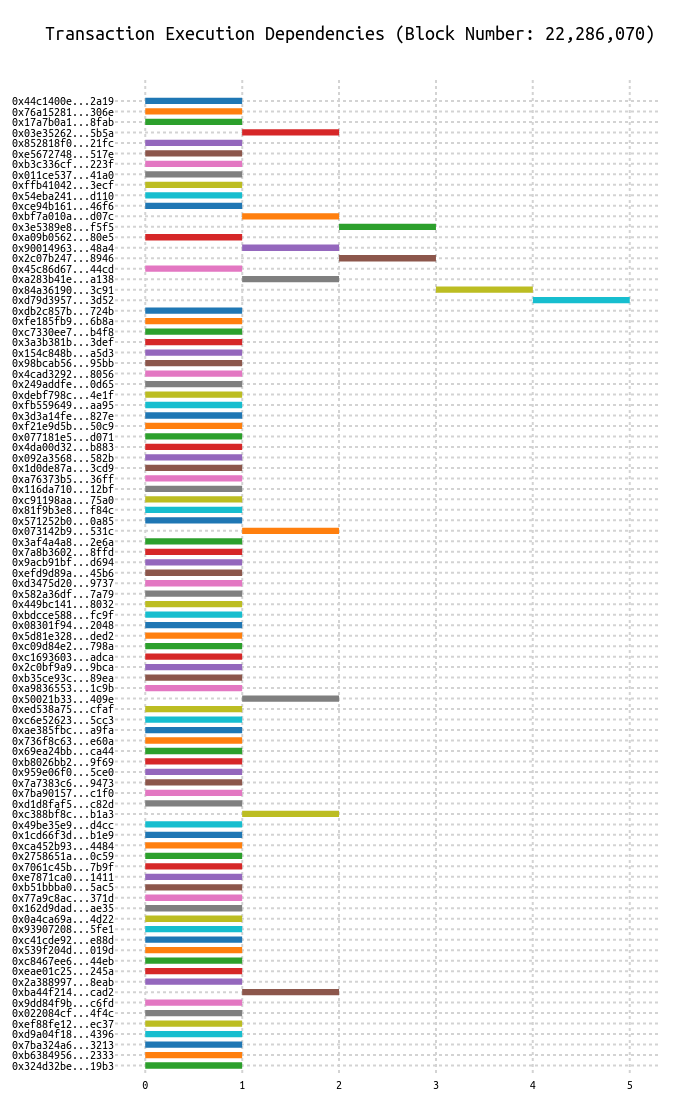 Transaction Execution Dependencies (Block Number: 22,286,070)
0x44c1400e...2a19
0x76a15281...306e
0x17a7b0a1...8fab
0x03e35262...5b5a
0x852818f0...21fc
0xe5672748...517e
0xb3c336cf...223f
0x011ce537...41a0
0xffb41042...3ecf
0x54eba241...d110
0xce94b161...46f6
0xbf7a010a...d07c
0x3e5389e8...f5f5
0xa09b0562...80e5
0x90014963...48a4
0x2c07b247...8946
0x45c86d67...44cd
0xa283b41e...a138
0x84a36190...3c91
0xd79d3957...3d52
0xdb2c857b...724b
0xfe185fb9...6b8a
0xc7330ee7...b4f8
0x3a3b381b...3def
0x154c848b...a5d3
0x98bcab56...95bb
0x4cad3292...8056
0x249addfe...0d65
0xdebf798c...4e1f
0xfb559649...aa95
0x3d3a14fe...827e
0xf21e9d5b...50c9
0x077181e5...d071
0x4da00d32...b883
0x092a3568...582b
0x1d0de87a...3cd9
0xa76373b5...36ff
0x116da710...12bf
0xc91198aa...75a0
0x81f9b3e8...f84c
0x571252b0...0a85
0x073142b9...531c
0x3af4a4a8...2e6a
0x7a8b3602...8ffd
0x9acb91bf...d694
0xefd9d89a...45b6
0xd3475d20...9737
0x582a36df...7a79
0x449bc141...8032
0xbdcce588...fc9f
0x08301f94...2048
0x5d81e328...ded2
0xc09d84e2...798a
0xc1693603...adca
0x2c0bf9a9...9bca
0xb35ce93c...89ea
0xa9836553...1c9b
0x50021b33...409e
0xed538a75...cfaf
0xc6e52623...5cc3
0xae385fbc...a9fa
0x736f8c63...e60a
0x69ea24bb...ca44
0xb8026bb2...9f69
0x959e06f0...5ce0
0x7a7383c6...9473
0x7ba90157...c1f0
0xd1d8faf5...c82d
0xc388bf8c...b1a3
0x49be35e9...d4cc
0x1cd66f3d...b1e9
0xca452b93...4484
0x2758651a...0c59
0x7061c45b...7b9f
0xe7871ca0...1411
0xb51bbba0...5ac5
0x77a9c8ac...371d
0x162d9dad...ae35
0x0a4ca69a...4d22
0x93907208...5fe1
0xc41cde92...e88d
0x539f204d...019d
0xc8467ee6...44eb
0xeae01c25...245a
0x2a388997...8eab
0xba44f214...cad2
0x9dd84f9b...c6fd
0x022084cf...4f4c
0xef88fe12...ec37
0xd9a04f18...4396
0x7ba324a6...3213
0xb6384956...2333
0x324d32be...19b3
0 1 2 3 4 5